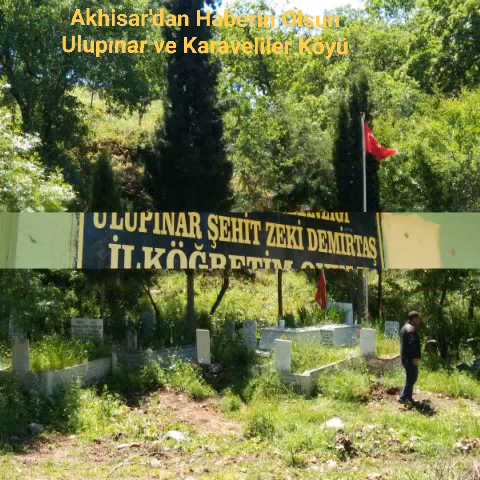 Akhisar'dan Haberin Olsun
Ulupınar ve Karaveliler Köyü
ULUPINAR ŞEHİT ZEKİ DEMİRTAŞ
İLKÖĞRETİM